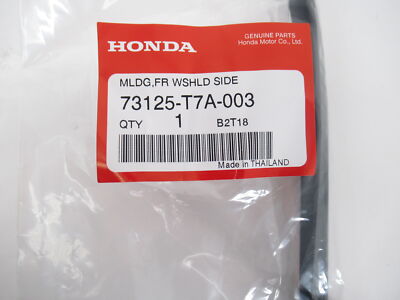 HONDA
GENUINE PARTS
Honda Motor Co., Ltd.
MLDG,FR WSHLD SIDE
73125-T7A-003
QTY 1 B2T18
Made in THAILAND